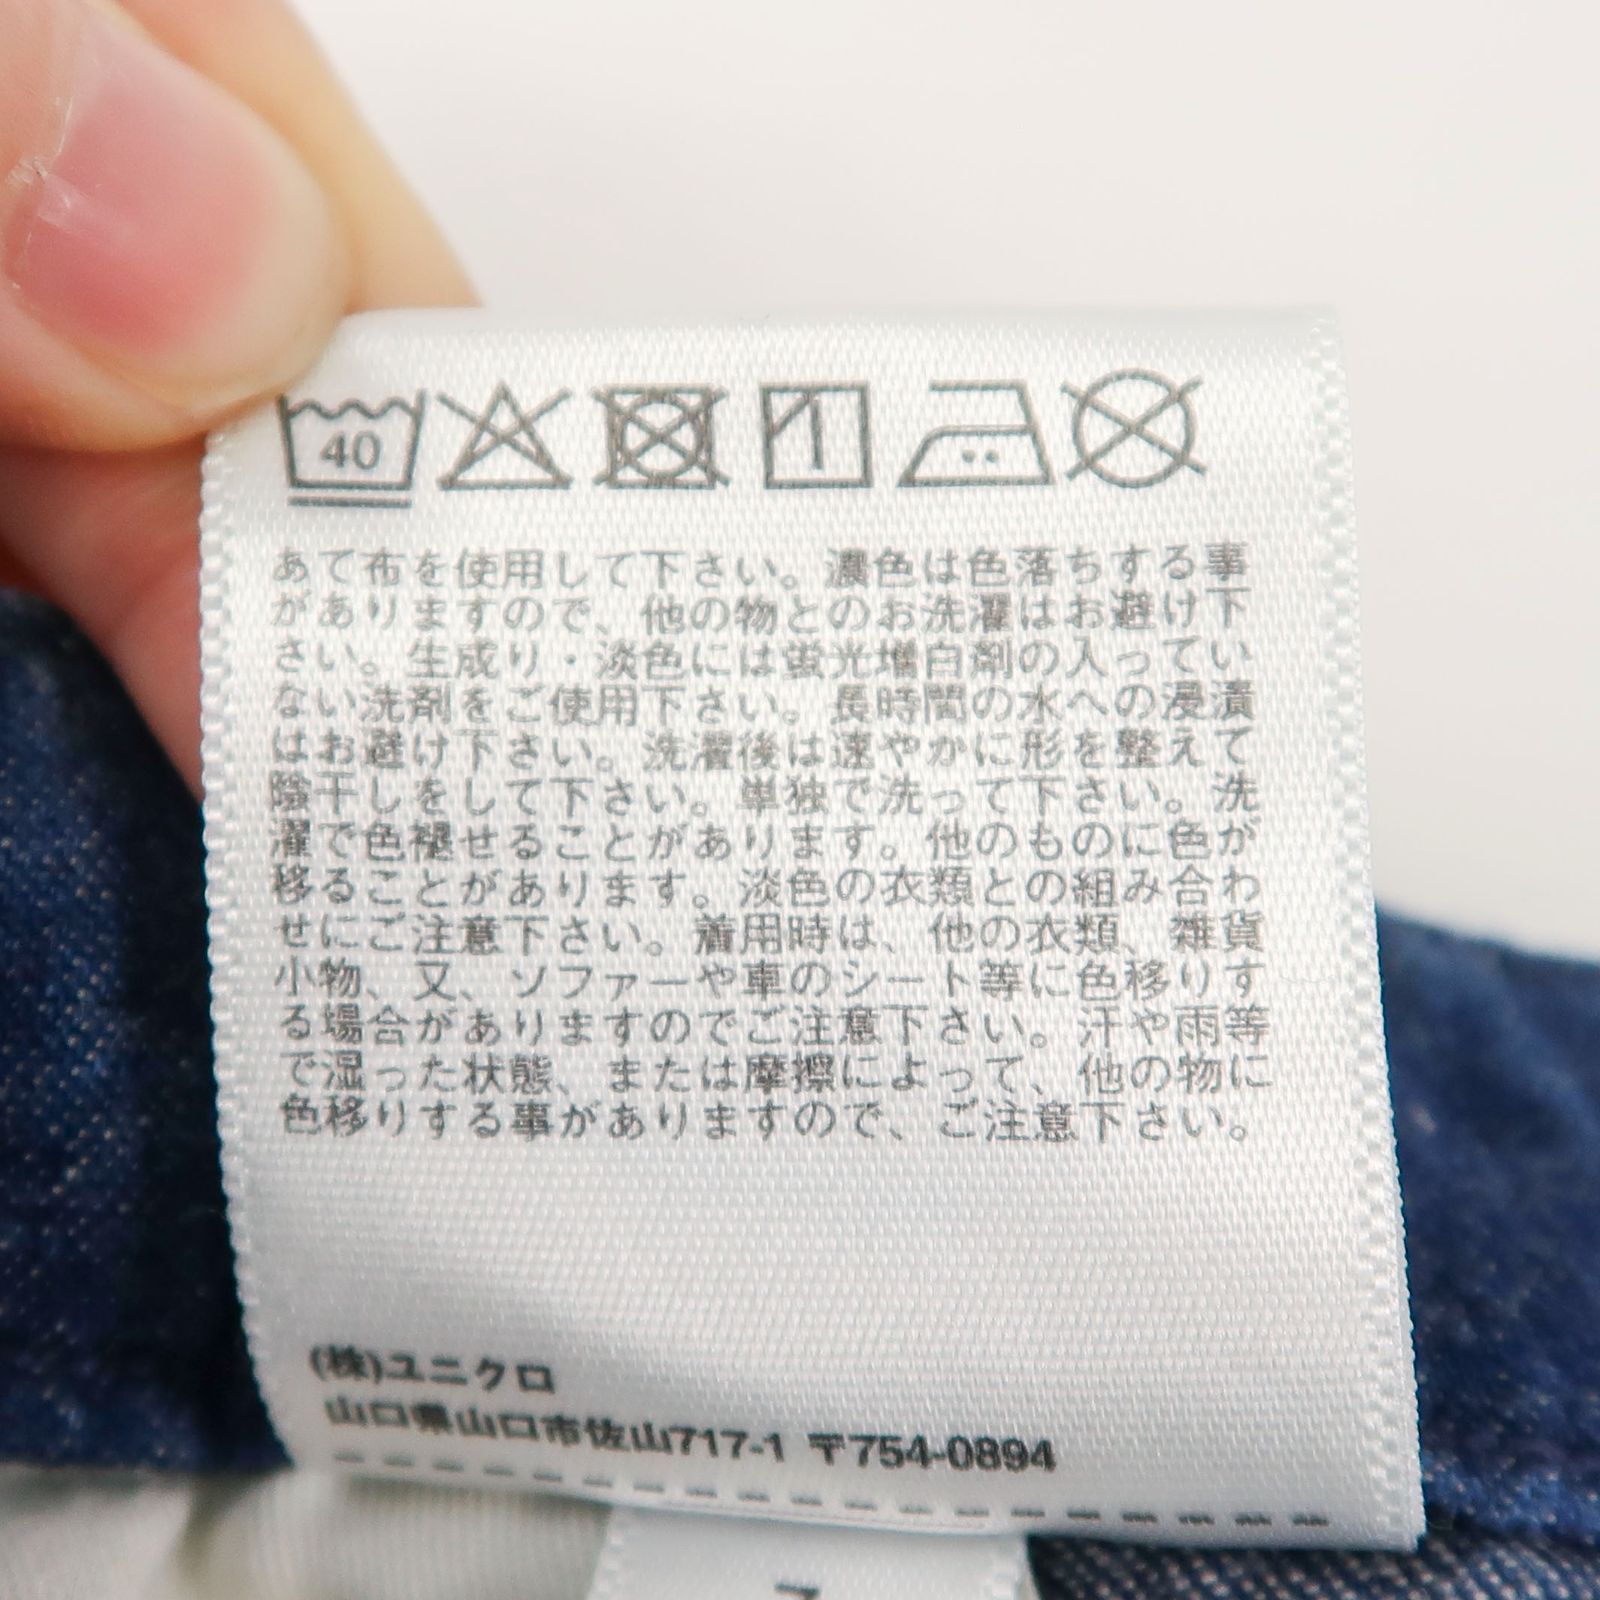 40
あて布を使用して下さい。濃色は色落ちする事
がありますので、他の物とのお洗濯はお避け下
さい。生成り・淡色には蛍光増白剤の入ってい
ない洗剤をご使用下さい。長時間の水への浸漬
はお避け下さい。洗濯後は速やかに形を整えて
陰干しをして下さい。単独で洗って下さい。洗
濯で色褪せることがあります。他のものに色が
移ることがあります。淡色の衣類との組み合わ
せにご注意下さい。着用時は、他の衣類、雑貨
小物、又、ソファーや車のシート等に色移りす
る場合がありますのでご注意下さい。汗や雨等
で湿った状態、または摩擦によって、他の物に
色移りする事がありますので、ご注意下さい。
(株)ユニクロ
山口県山口市佐山717-1 〒754-0894